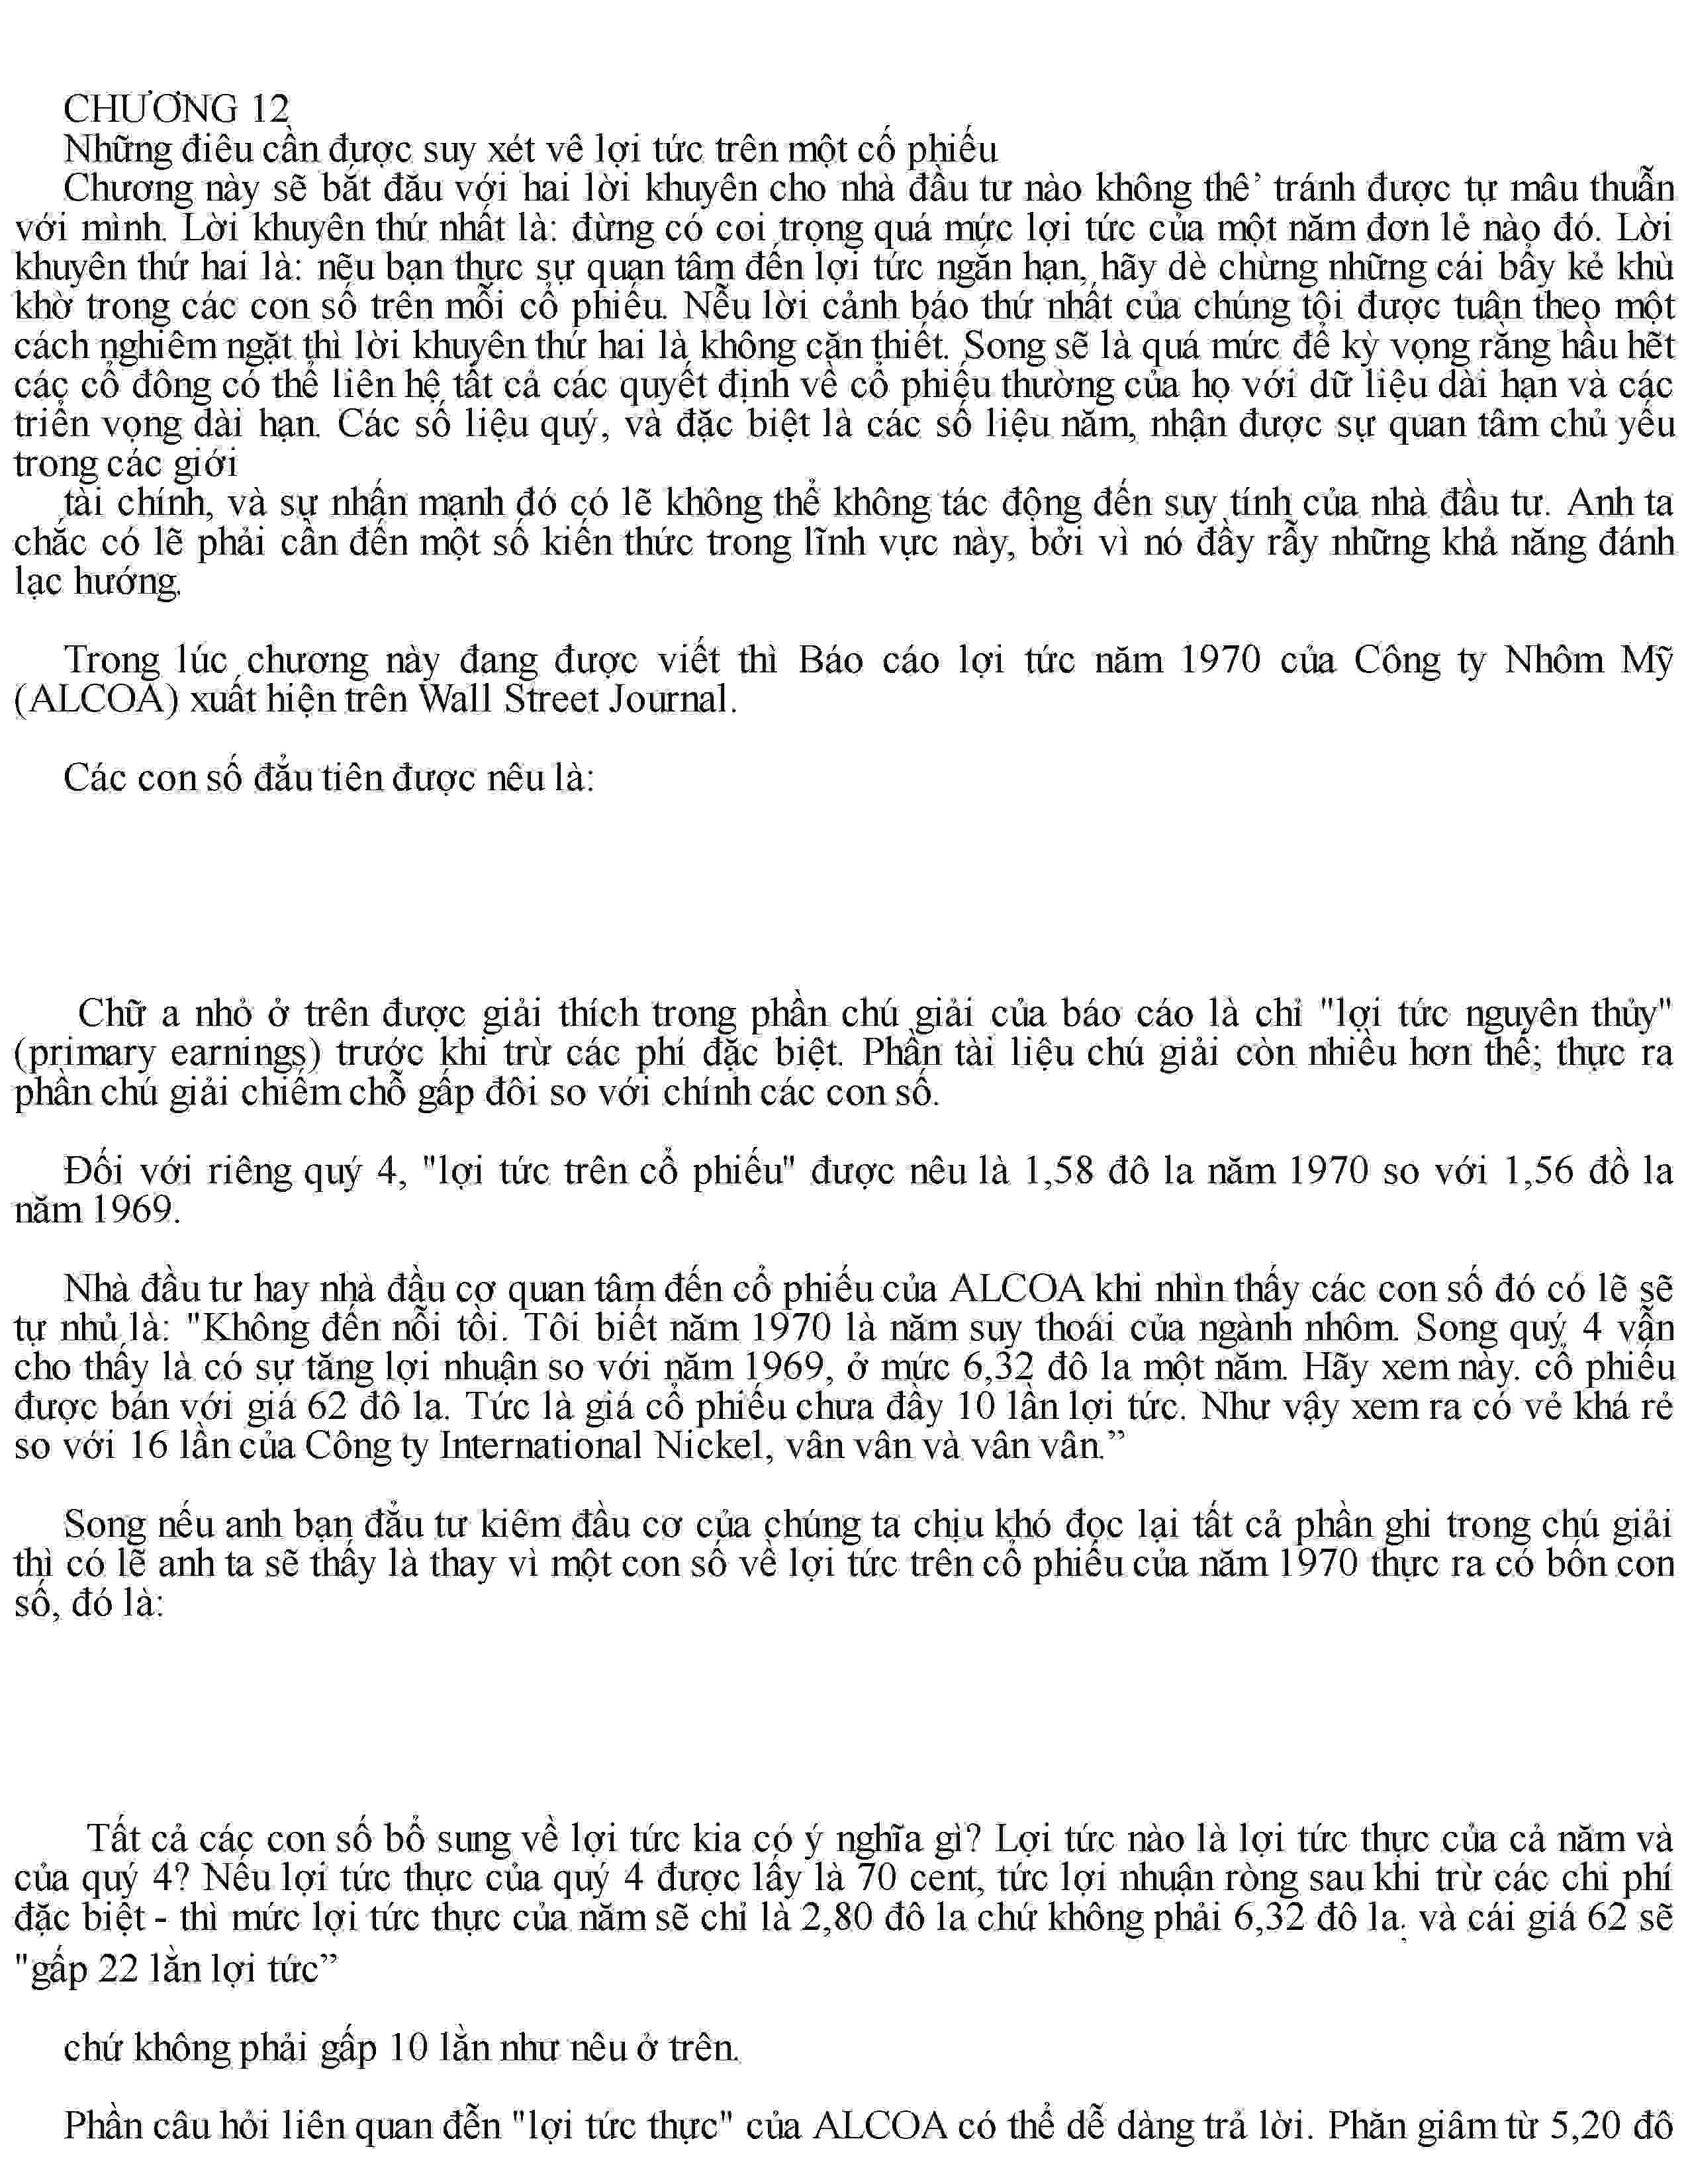 CHƯƠNG 12
Những điêu cần được suy xét vê lợi tức trên một cố phiếu
Chương này sẽ bắt đău với hai lời khuyên cho nhà đầu tư nào không thê’ tránh được tự mâu thuẫn
với mình. Lời khuyên thứ nhất là: đừng có coi trọng quá mức lợi tức của một năm đơn lẻ nào đó. Lời
khuyên thứ hai là: nẽu bạn thực sự quan tâm đến lợi tức ngắn hạn, hãy dè chừng những cái bẫy kẻ khù
khờ trong các con số trên mỗi cổ phiếu. Nễu lời cảnh báo thứ nhất của chúng tôi được tuân theo một
cách nghiêm ngặt thì lời khuyên thứ hai là không cặn thiết. Song sẽ là quá mức để kỳ vọng rằng hầu hẽt
các cổ đông có thể liên hệ tất cả các quyết định về cổ phiếu thường của họ với dữ liệu dài hạn và các
triển vọng dài hạn. Các số liệu quý, và đặc biệt là các số liệu năm, nhận được sự quan tâm chủ yếu
trong các giới
tài chính, và sự nhấn mạnh đó có lẽ không thể không tác động đến suy tính của nhà đầu tư. Anh ta
chắc có lẽ phải cần đến một số kiến thức trong lĩnh vực này, bởi vì nó đầy rẫy những khả năng đánh
lạc hướng.
Trong lúc chương này đang được viết thì Báo cáo lợi tức năm 1970 của Công ty Nhôm Mỹ
(ALCOA) xuất hiện trên Wall Street Journal.
Các con số đẩu tiên được nêu là:
Chữ a nhỏ ở trên được giải thích trong phần chú giải của báo cáo là chỉ "lợi tức nguyên thủy"
(primary earnings) trước khi trừ các phí đặc biệt. Phần tài liệu chú giải còn nhiều hơn thế; thực ra
phần chú giải chiếm chỗ gấp đôi so với chính các con số.
Đối với riêng quý 4, "lợi tức trên cổ phiếu" được nêu là 1,58 đô la năm 1970 so với 1,56 đồ la
năm 1969.
Nhà đầu tư hay nhà đầu cơ quan tâm đến cổ phiếu của ALCOA khi nhìn thấy các con số đó có lẽ sẽ
tự nhủ là: "Không đến nỗi tồi. Tôi biết năm 1970 là năm suy thoái của ngành nhôm. Song quý 4 vẫn
cho thấy là có sự tăng lợi nhuận so với năm 1969, ở mức 6,32 đô la một năm. Hãy xem này. cổ phiếu
được bán với giá 62 đô la. Tức là giá cổ phiếu chưa đầy 10 lần lợi tức. Như vậy xem ra có vẻ khá rẻ
so với 16 lần của Công ty International Nickel, vân vân và vân vân.”
Song nếu anh bạn đẩu tư kiêm đầu cơ của chúng ta chịu khó đọc lại tất cả phần ghi trong chú giải
thì có lẽ anh ta sẽ thấy là thay vì một con số về lợi tức trên cổ phiếu của năm 1970 thực ra có bốn con
số, đó là:
Tất cả các con số bổ sung về lợi tức kia có ý nghĩa gì? Lợi tức nào là lợi tức thực của cả năm và
của quý 4? Nếu lợi tức thực của quý 4 được lấy là 70 cent, tức lợi nhuận ròng sau khi trừ các chi phí
đặc biệt - thì mức lợi tức thực của năm sẽ chỉ là 2,80 đô la chứ không phải 6,32 đô la. và cái giá 62 sẽ
"gấp 22 lần lợi tức”
chứ không phải gấp 10 lần như nêu ở trên.
Phần câu hỏi liên quan đễn "lợi tức thực" của ALCOA có thể dễ dàng trả lời. Phăn giâm từ 5,20 đô